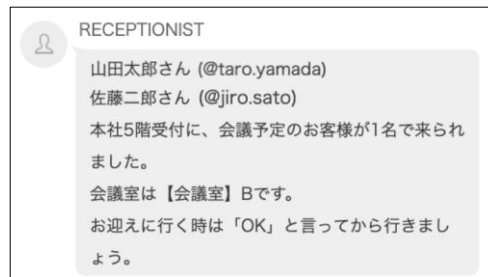 RECEPTIONIST
山田太郎さん (@taro.yamada)
佐藤二郎さん (@jiro.sato)
本社5階受付に、会議予定のお客様が1名で来られ
ました。
会議室は【会議室】Bです。
お迎えに行く時は「OK」と言ってから行きまし
ょう。